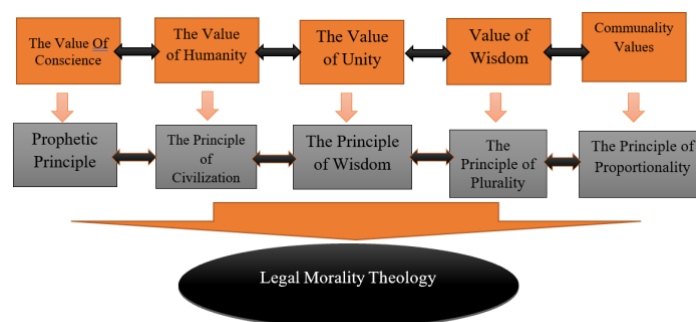 The Value Of
Conscience
The Value
of Humanity
The Value
of Unity
Value of
Wisdom
Communality
Values
Prophetic
Principle
The Principle
of
Civilization
The Principle
of Wisdom
The
Principle of
Plurality
The Principle of
Proportionality
Legal Morality Theology